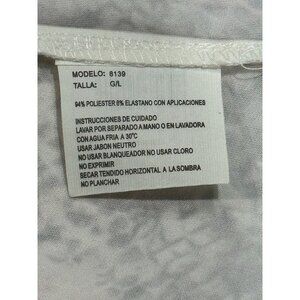 MODELO: 8139
TALLA: G/L
94% POLIESTER 6% ELASTANO CON APLICACIONES
INSTRUCCIONES DE CUIDADO
LAVAR POR SEPARADO A MANO O EN LAVADORA
CON AGUA FRIA A 30°C
USAR JABON NEUTRO
NO USAR BLANQUEADOR NO USAR CLORO
NO EXPRIMIR
SECAR TENDIDO HORIZONTAL A LA SOMBRA
NO PLANCHAR